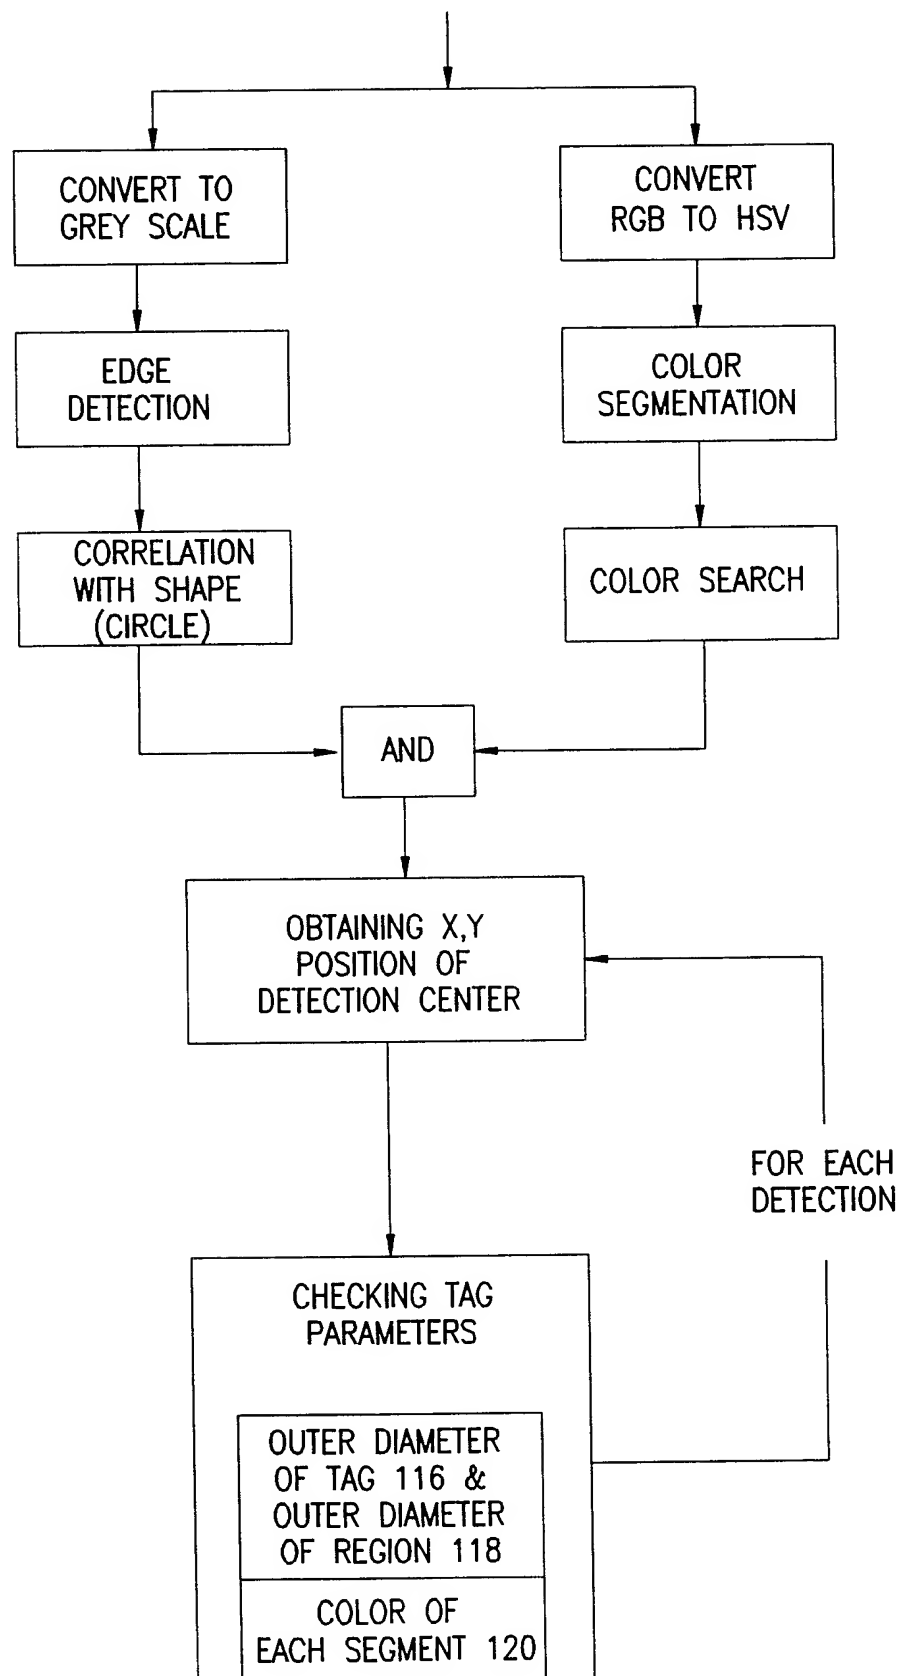 CONVERT TO
GREY SCALE
CONVERT
RGB TO HSV
EDGE
DETECTION
COLOR
SEGMENTATION
CORRELATION
WITH SHAPE
(CIRCLE)
COLOR SEARCH
AND
OBTAINING X,Y
POSITION OF
DETECTION CENTER
FOR EACH
DETECTION
CHECKING TAG
PARAMETERS
OUTER DIAMETER
OF TAG 116 &
OUTER DIAMETER
OF REGION 118
COLOR OF
EACH SEGMENT 120